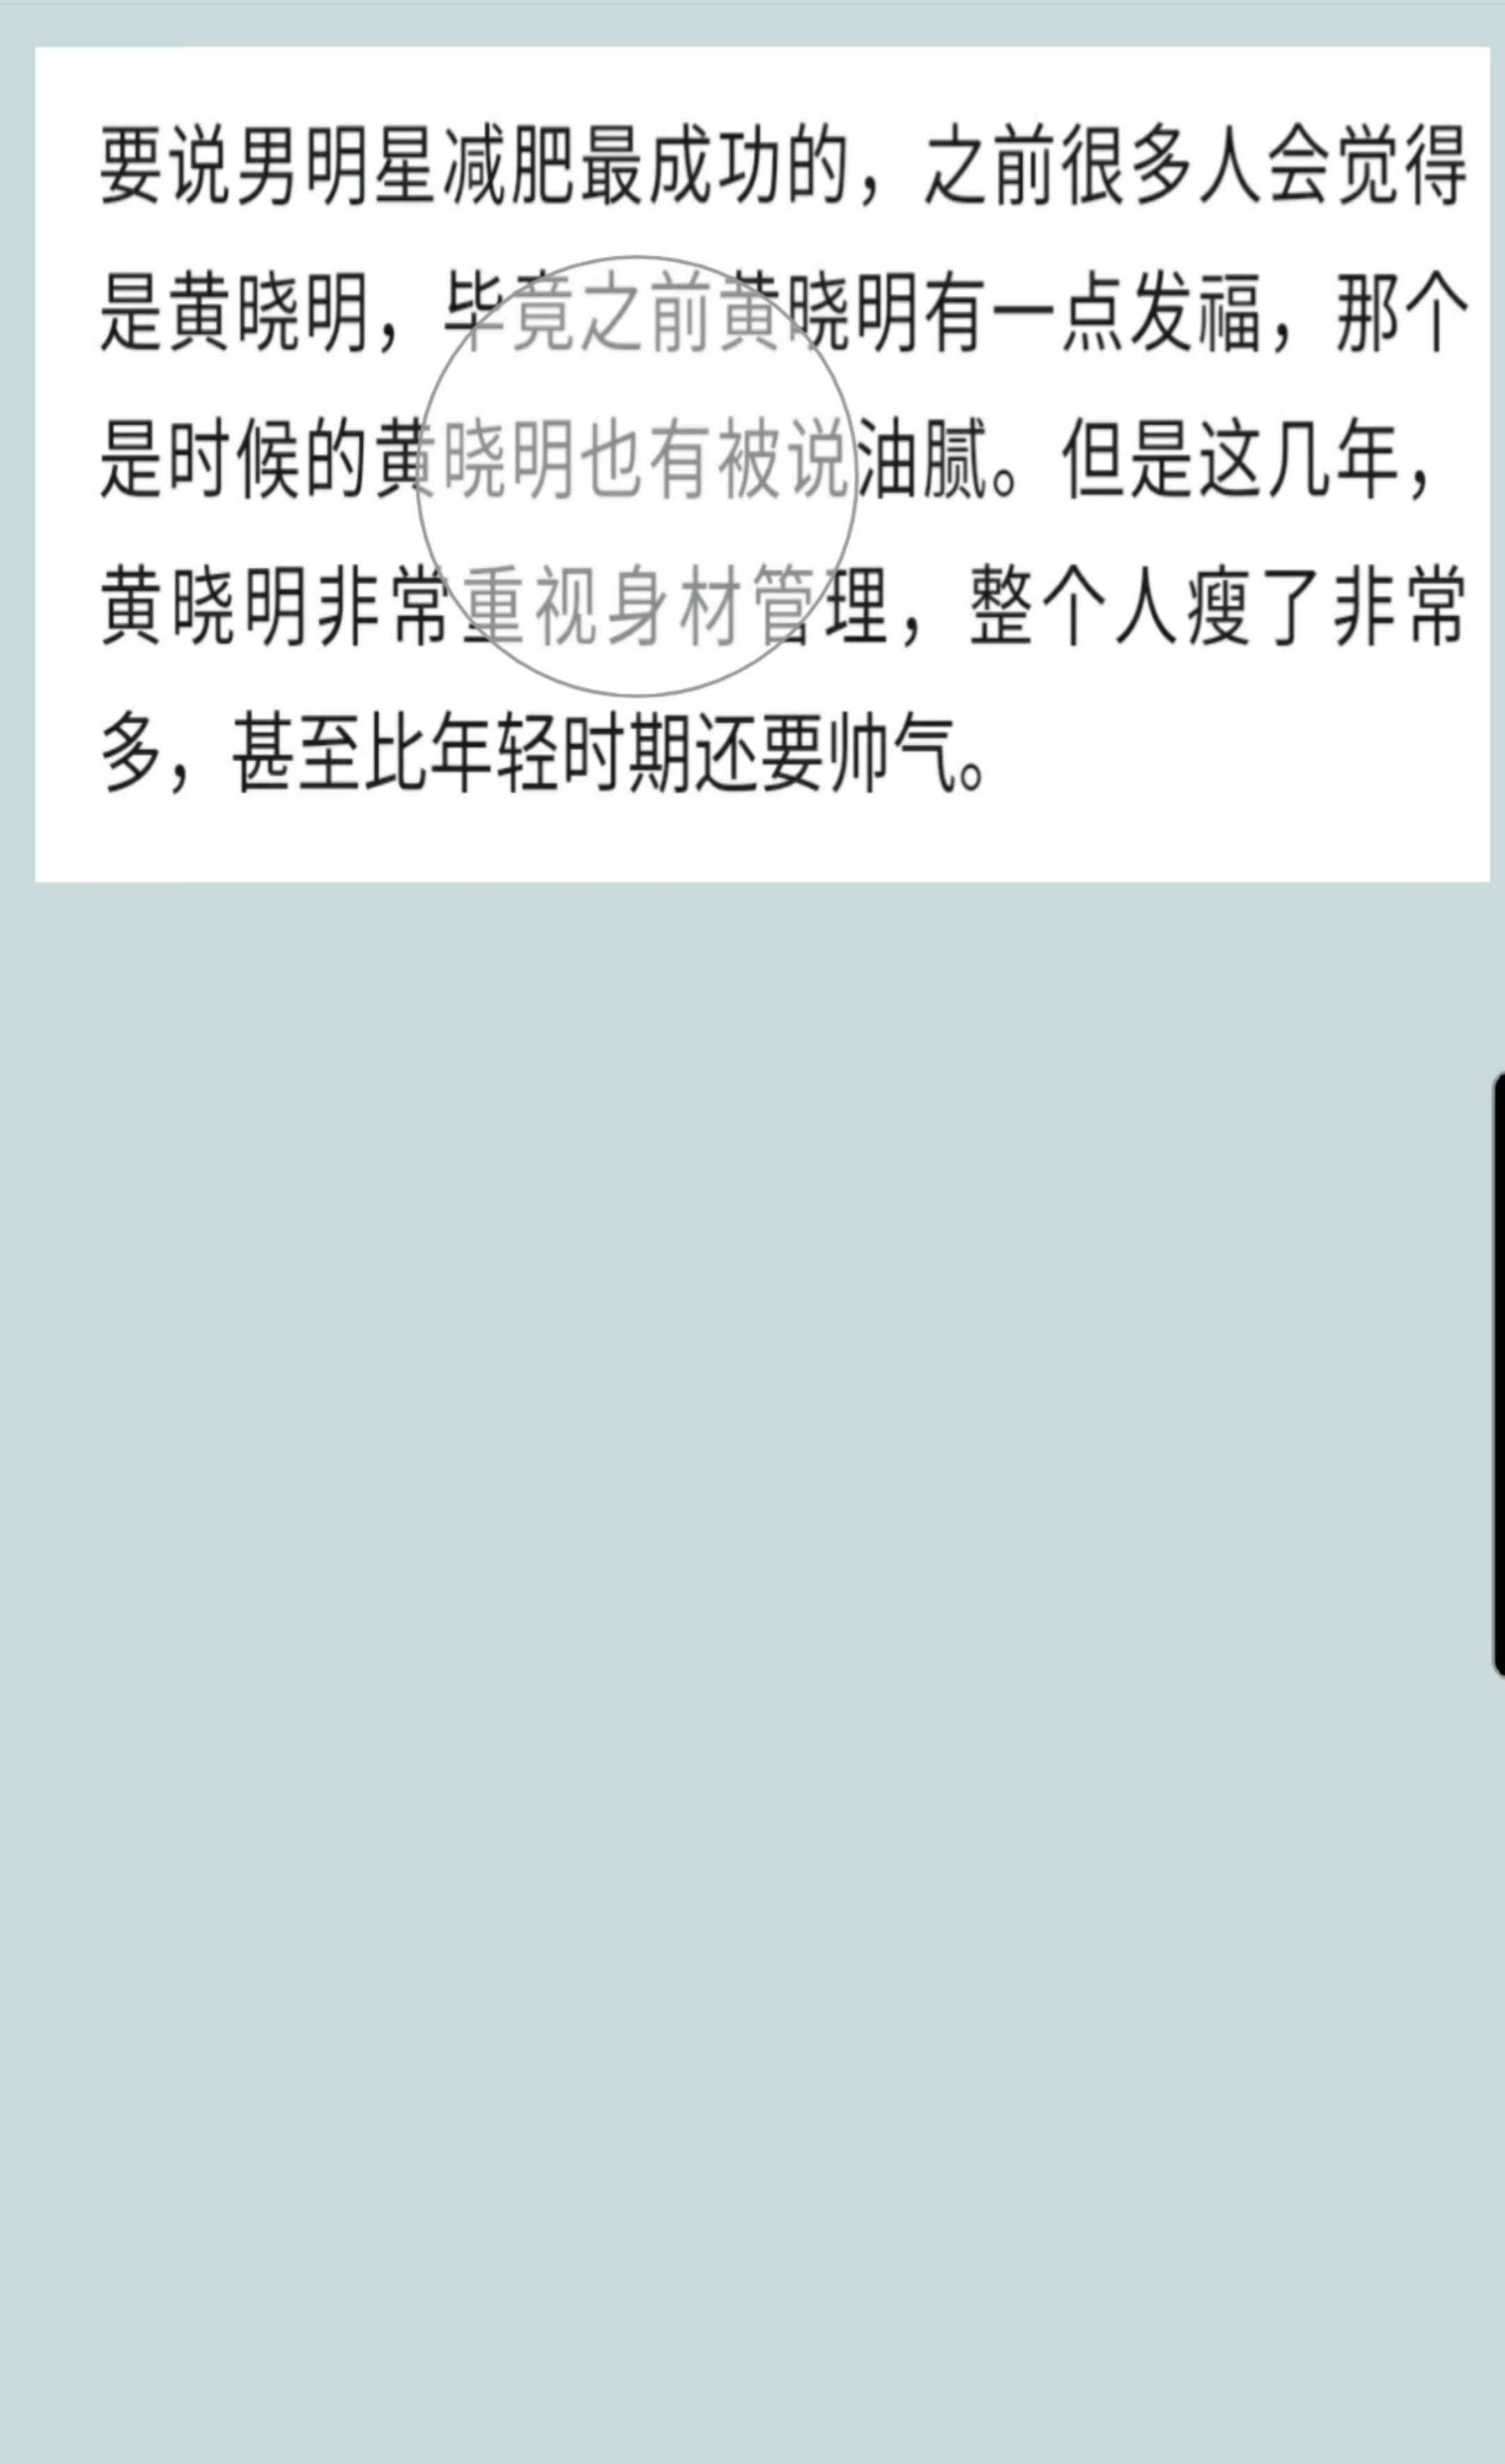 要说男明星减肥最成功的，之前很多人会觉得
是黄晓明，毕竟之前黄晓明有一点发福，那个
是时候的黄晓明也有被说油腻。但是这几年，
黄晓明非常重视身材管理，整个人瘦了非常
多，甚至比年轻时期还要帅气。